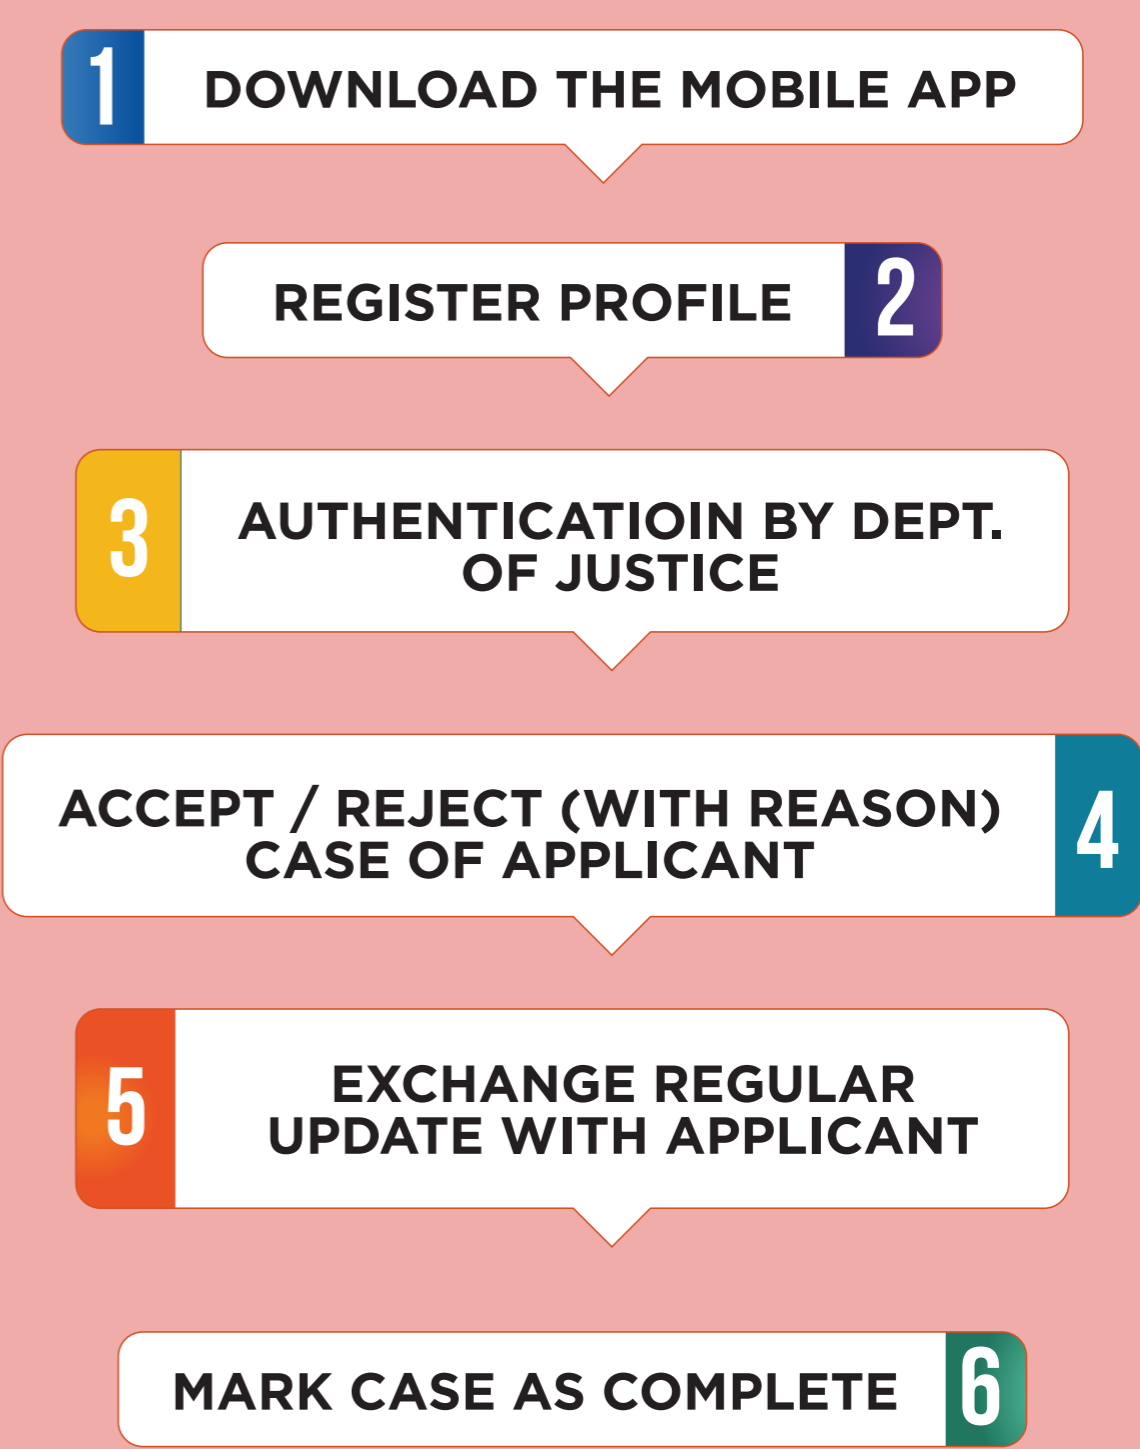 1
DOWNLOAD THE MOBILE APP
REGISTER PROFILE
2
3
AUTHENTICATIOIN BY DEPT.
OF JUSTICE
ACCEPT / REJECT (WITH REASON)
CASE OF APPLICANT
4
5
EXCHANGE REGULAR
UPDATE WITH APPLICANT
MARK CASE AS COMPLETE
6